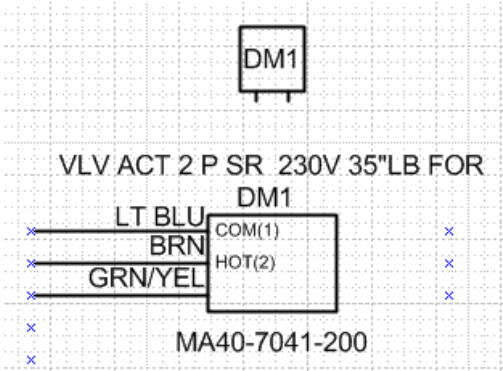 DM1
VLV ACT 2 P SR  230V 35"LB FOR
DM1
LT BLU
COM(1)
BRN
HOT(2)
GRN/YEL
MA40-7041-200